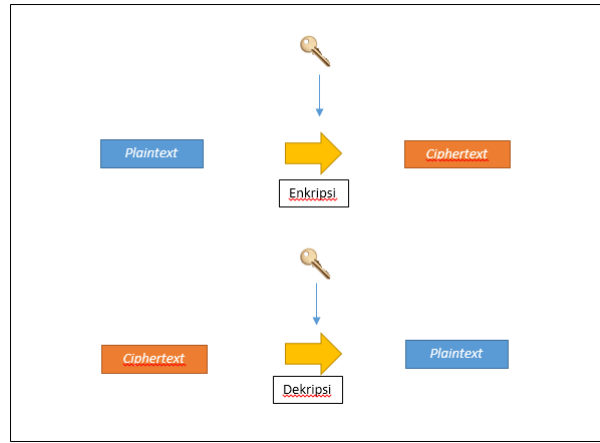 Plaintext
Ciphertext
Enkripsi
Ciphertext
Plaintext
Dekripsi